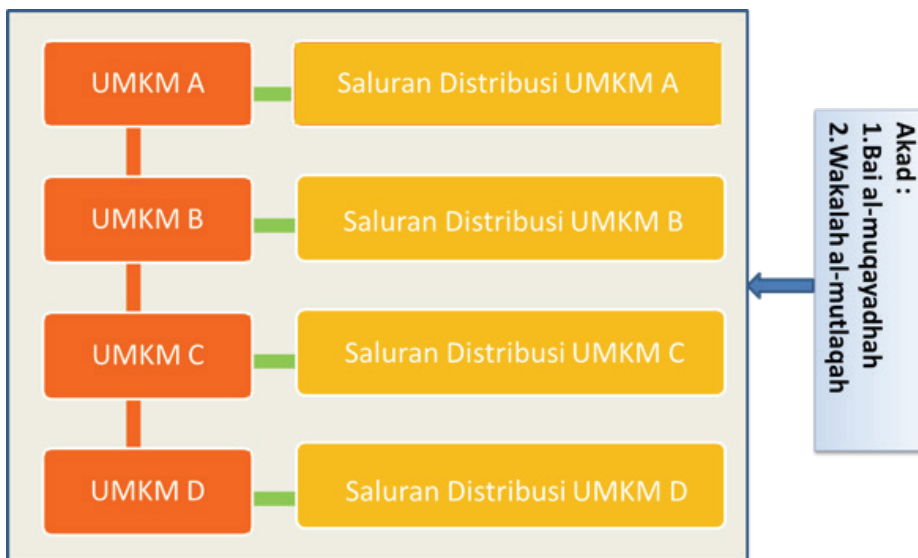 UMKM A
Saluran Distribusi UMKM A
UMKM B
Saluran Distribusi UMKM B
UMKM C
Saluran Distribusi UMKM C
UMKM D
Saluran Distribusi UMKM D
Akad :
1.Bai al-muqayadhah
2.Wakalah al-mutlaqah